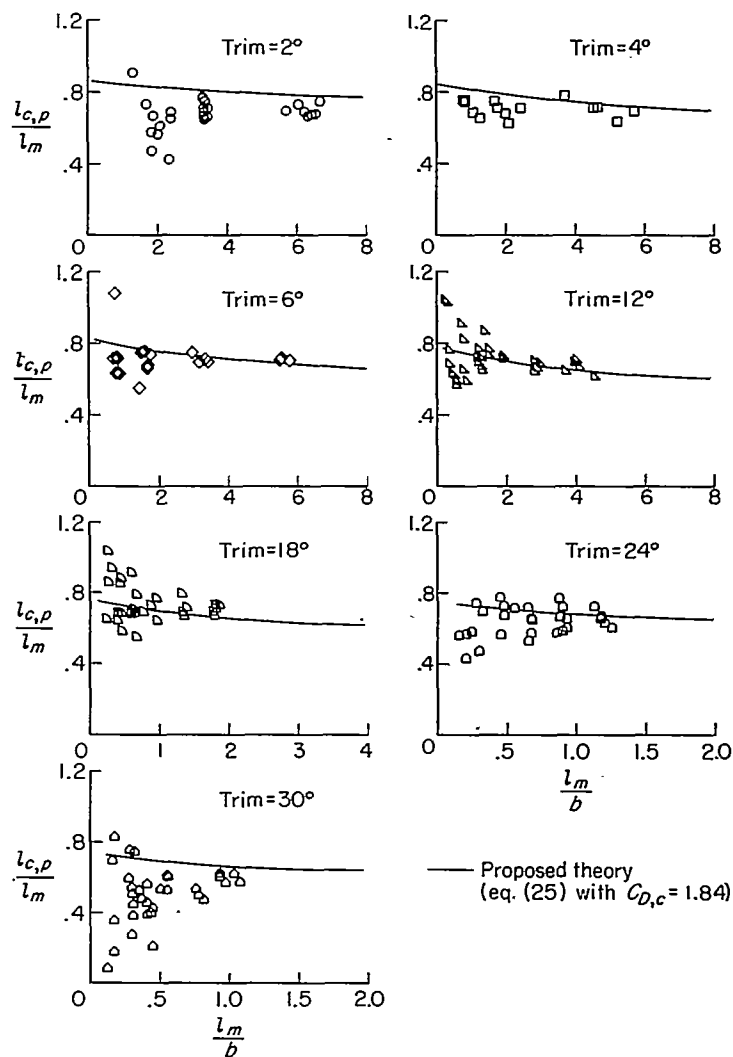 Trim=2°
Trim=4°
1.2
.8
.4
0 2 4 6 8
l_c,p
l_m
1.2
.8
.4
0 2 4 6 8
Trim=6°
Trim=12°
1.2
.8
.4
0 2 4 6 8
l_c,p
l_m
1.2
.8
.4
0 2 4 6 8
Trim=18°
Trim=24°
1.2
.8
.4
0 1 2 3 4
l_c,p
l_m
1.2
.8
.4
0 .5 1.0 1.5 2.0
l_m
b
Trim=30°
1.2
.8
.4
0 .5 1.0 1.5 2.0
l_c,p
l_m
l_m
b
Proposed theory
(eq. (25) with C_D,c=1.84)